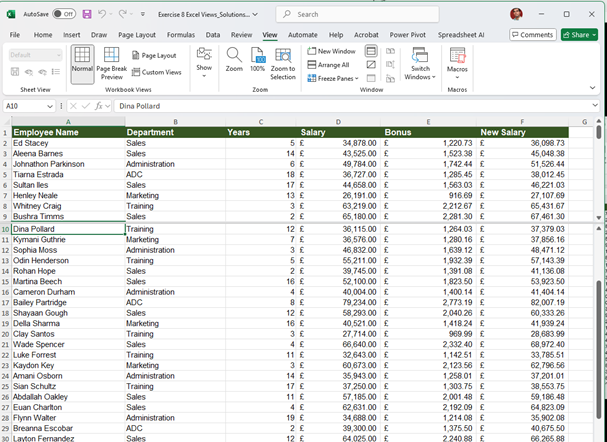 AutoSave Off Exercise 8 Excel Views_Solutions... Search
File Home Insert Draw Page Layout Formulas Data Review View Automate Help Acrobat Power Pivot Spreadsheet AI Comments Share
Default Normal Page Break Preview Page Layout Custom Views Show Zoom 100% Zoom to Selection New Window Arrange All Freeze Panes Switch Windows Macros
Sheet View Workbook Views Zoom Window Macros
A10 fx Dina Pollard
A B C D E F G
1 Employee Name Department Years Salary Bonus New Salary
2 Ed Stacey Sales 5 £ 34,878.00 £ 1,220.73 £ 36,098.73
3 Aleena Barnes Sales 14 £ 43,525.00 £ 1,523.38 £ 45,048.38
4 Johnathon Parkinson Administration 6 £ 49,784.00 £ 1,742.44 £ 51,526.44
5 Tiarna Estrada ADC 18 £ 36,727.00 £ 1,285.45 £ 38,012.45
6 Sultan Iles Sales 17 £ 44,658.00 £ 1,563.03 £ 46,221.03
7 Henley Neale Marketing 13 £ 26,191.00 £ 916.69 £ 27,107.69
8 Whitney Craig Training 3 £ 63,219.00 £ 2,212.67 £ 65,431.67
9 Bushra Timms Sales 2 £ 65,180.00 £ 2,281.30 £ 67,461.30
10 Dina Pollard Training 12 £ 36,115.00 £ 1,264.03 £ 37,379.03
11 Kymani Guthrie Marketing 7 £ 36,576.00 £ 1,280.16 £ 37,856.16
12 Sophia Moss Administration 3 £ 46,832.00 £ 1,639.12 £ 48,471.12
13 Odin Henderson Training 5 £ 55,211.00 £ 1,932.39 £ 57,143.39
14 Rohan Hope Sales 2 £ 39,745.00 £ 1,391.08 £ 41,136.08
15 Martina Beech Sales 16 £ 52,100.00 £ 1,823.50 £ 53,923.50
16 Cameron Durham Administration 4 £ 40,004.00 £ 1,400.14 £ 41,404.14
17 Bailey Partridge ADC 8 £ 79,234.00 £ 2,773.19 £ 82,007.19
18 Shayaan Gough Sales 12 £ 58,293.00 £ 2,040.26 £ 60,333.26
19 Della Sharma Marketing 16 £ 40,521.00 £ 1,418.24 £ 41,939.24
20 Clay Santos Training 3 £ 27,714.00 £ 969.99 £ 28,683.99
21 Wade Spencer Sales 4 £ 66,640.00 £ 2,332.40 £ 68,972.40
22 Luke Forrest Training 11 £ 32,643.00 £ 1,142.51 £ 33,785.51
23 Kaydon Key Marketing 3 £ 60,673.00 £ 2,123.56 £ 62,796.56
24 Amani Osborn Administration 14 £ 35,943.00 £ 1,258.01 £ 37,201.01
25 Sian Schultz Training 17 £ 37,250.00 £ 1,303.75 £ 38,553.75
26 Abdallah Oakley Sales 11 £ 57,185.00 £ 2,001.48 £ 59,186.48
27 Euan Charlton Sales 4 £ 62,631.00 £ 2,192.09 £ 64,823.09
28 Flynn Walter Administration 19 £ 34,688.00 £ 1,214.08 £ 35,902.08
29 Breanna Escobar ADC 2 £ 39,300.00 £ 1,375.50 £ 40,675.50
30 Layton Fernandez Sales 12 £ 64,025.00 £ 2,240.88 £ 66,265.88